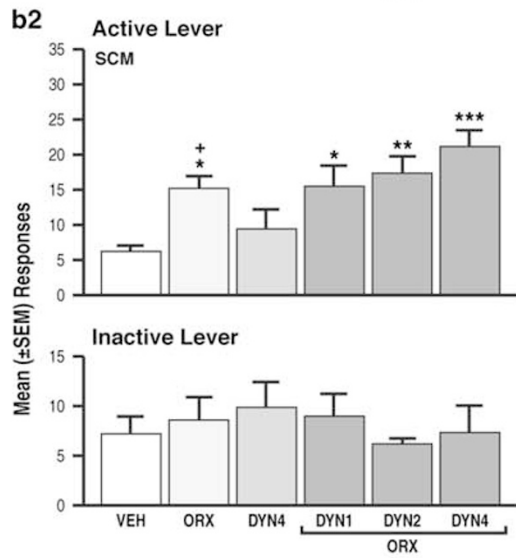 b2
Active Lever
SCM
35
30
25
20
15
10
5
0
+
*
*
**
***
Mean (±SEM) Responses
Inactive Lever
15
10
5
0
VEH ORX DYN4 DYN1 DYN2 DYN4
ORX